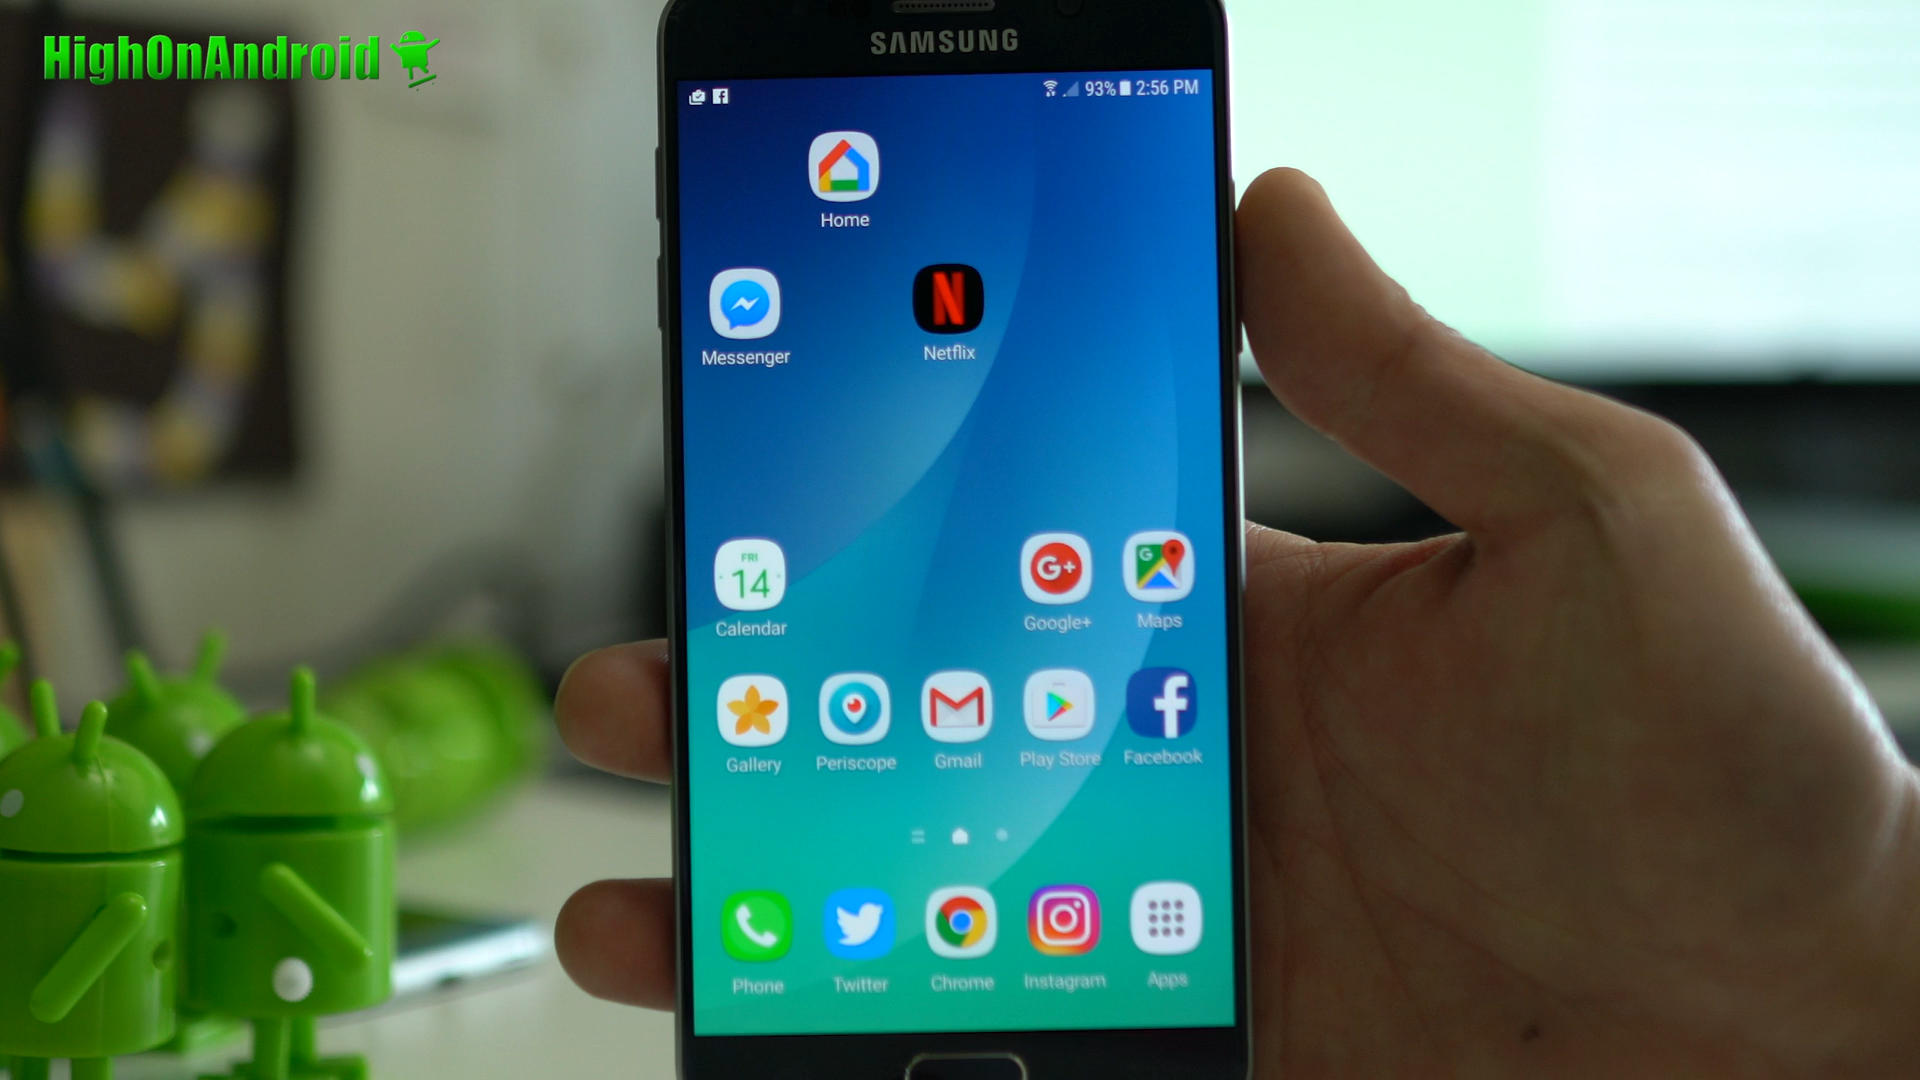 HighOnAndroid
SAMSUNG
93% 2:56 PM
Home
Messenger
Netflix
FRI
14
G+
G
Calendar
Google+
Maps
Gallery
Periscope
Gmail
Play Store
Facebook
Phone
Twitter
Chrome
Instagram
Apps